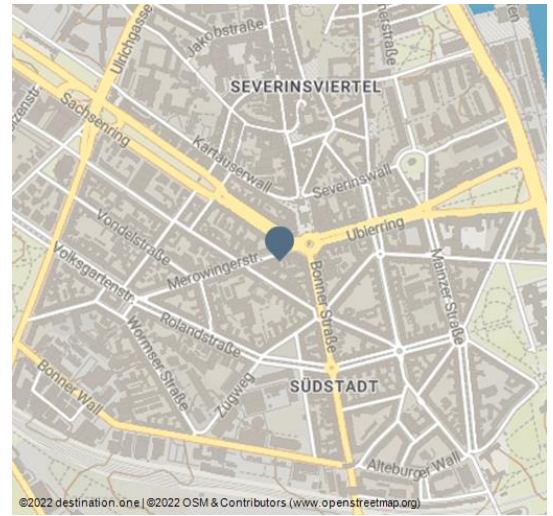 Ulrichgasse
Jakobstraße
SEVERINSVIERTEL
Sachsenring
Kartäuserwall
Severinswall
Ubierring
Vondelstraße
Merowingerstr.
Volksgartenstr.
Bonner Straße
Mainzer Straße
Rolandstraße
Wormser Straße
Zugweg
SÜDSTADT
Bonner Wall
Alteburger Wall
©2022 destination.one | ©2022 OSM & Contributors (www.openstreetmap.org)